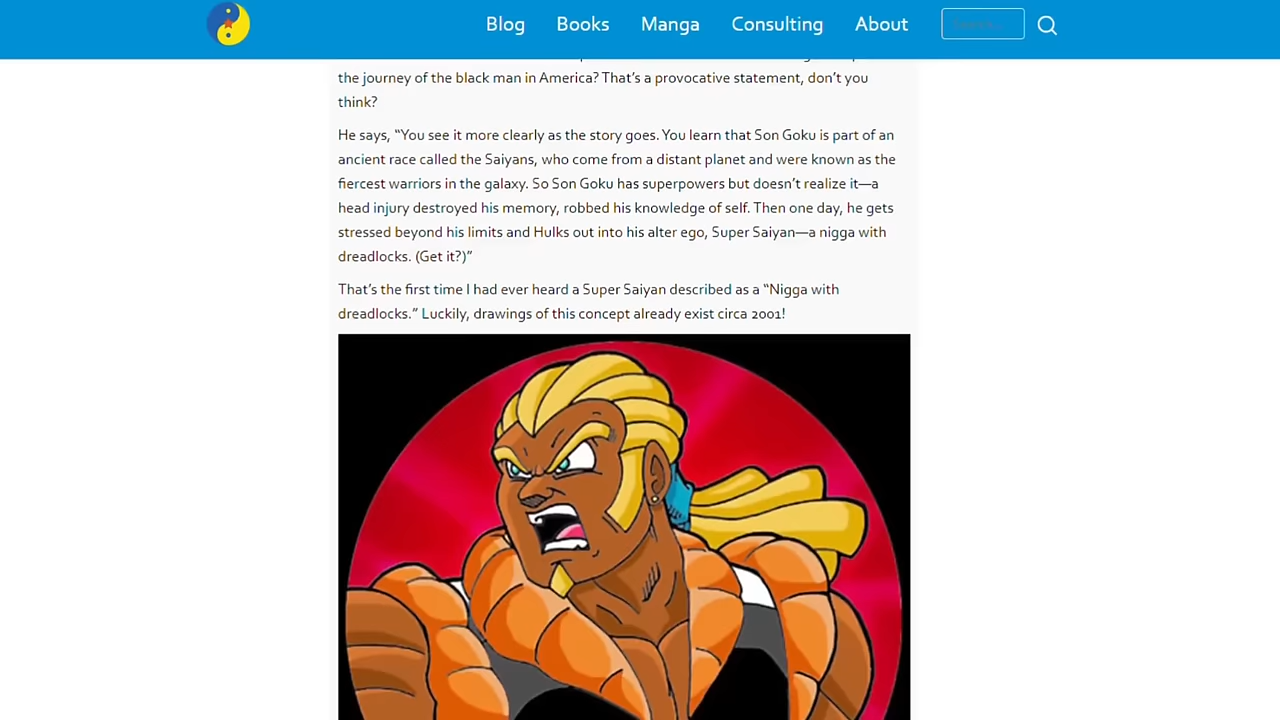 Blog Books Manga Consulting About
the journey of the black man in America? That's a provocative statement, don't you
think?
He says, “You see it more clearly as the story goes. You learn that Son Goku is part of an
ancient race called the Saiyans, who come from a distant planet and were known as the
fiercest warriors in the galaxy. So Son Goku has superpowers but doesn't realize it—a
head injury destroyed his memory, robbed his knowledge of self. Then one day, he gets
stressed beyond his limits and Hulks out into his alter ego, Super Saiyan—a nigga with
dreadlocks. (Get it?)”
That's the first time I had ever heard a Super Saiyan described as a “Nigga with
dreadlocks.” Luckily, drawings of this concept already exist circa 2001!